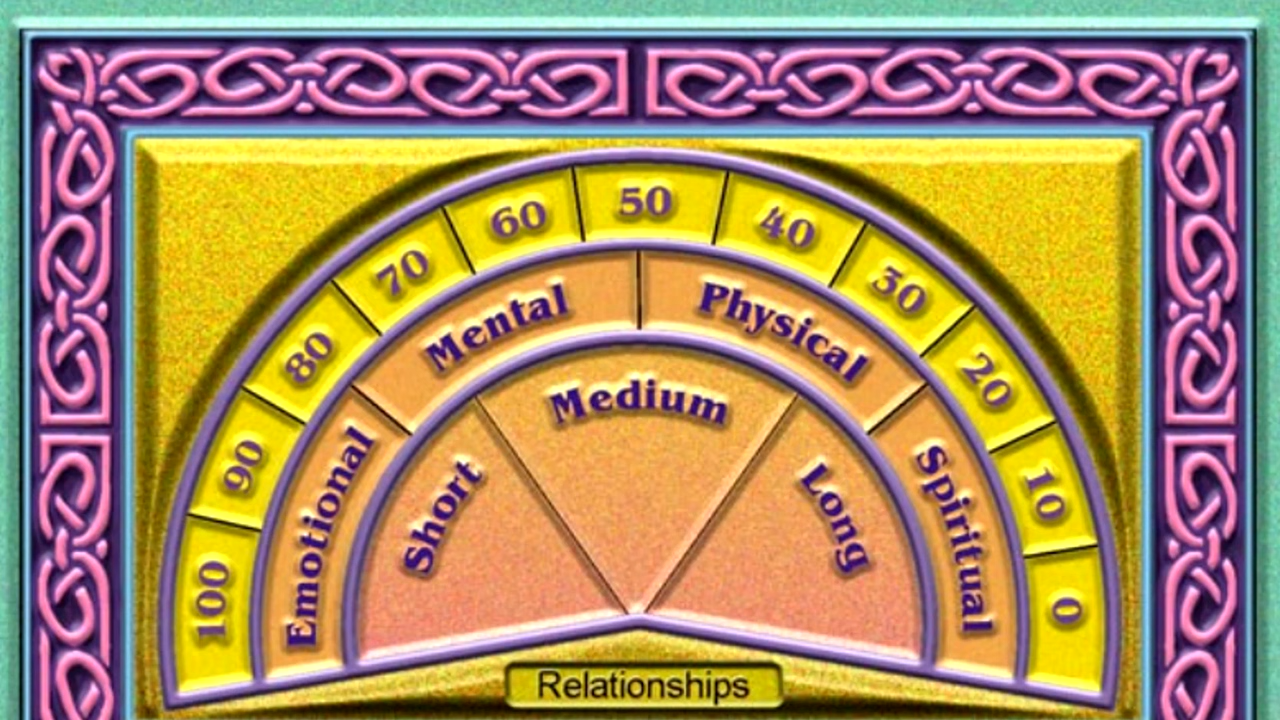 100 90 80 70 60 50 40 30 20 10 0
Emotional Mental Physical Spiritual
Short Medium Long
Relationships